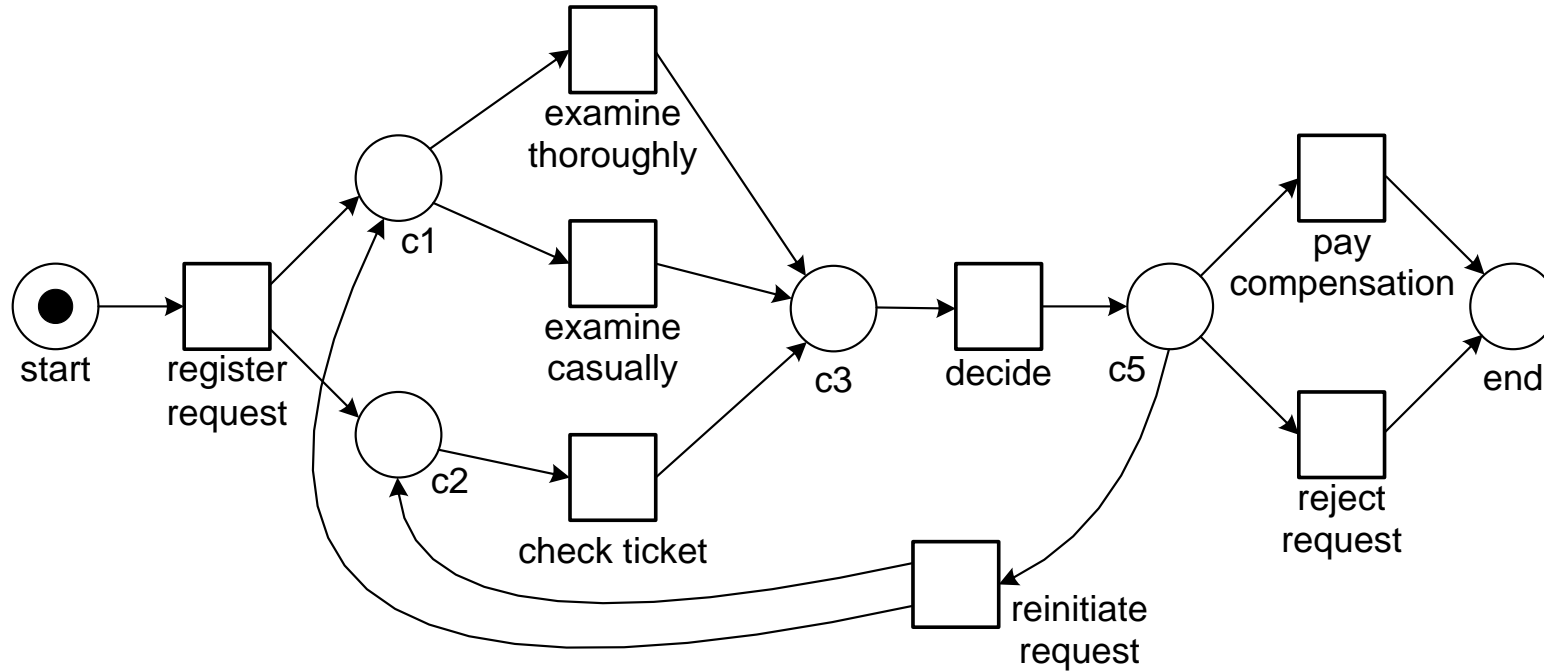 examine
thoroughly
c1
pay
compensation
examine
casually
start
register
request
c3
decide
c5
end
c2
check ticket
reject
request
reinitiate
request